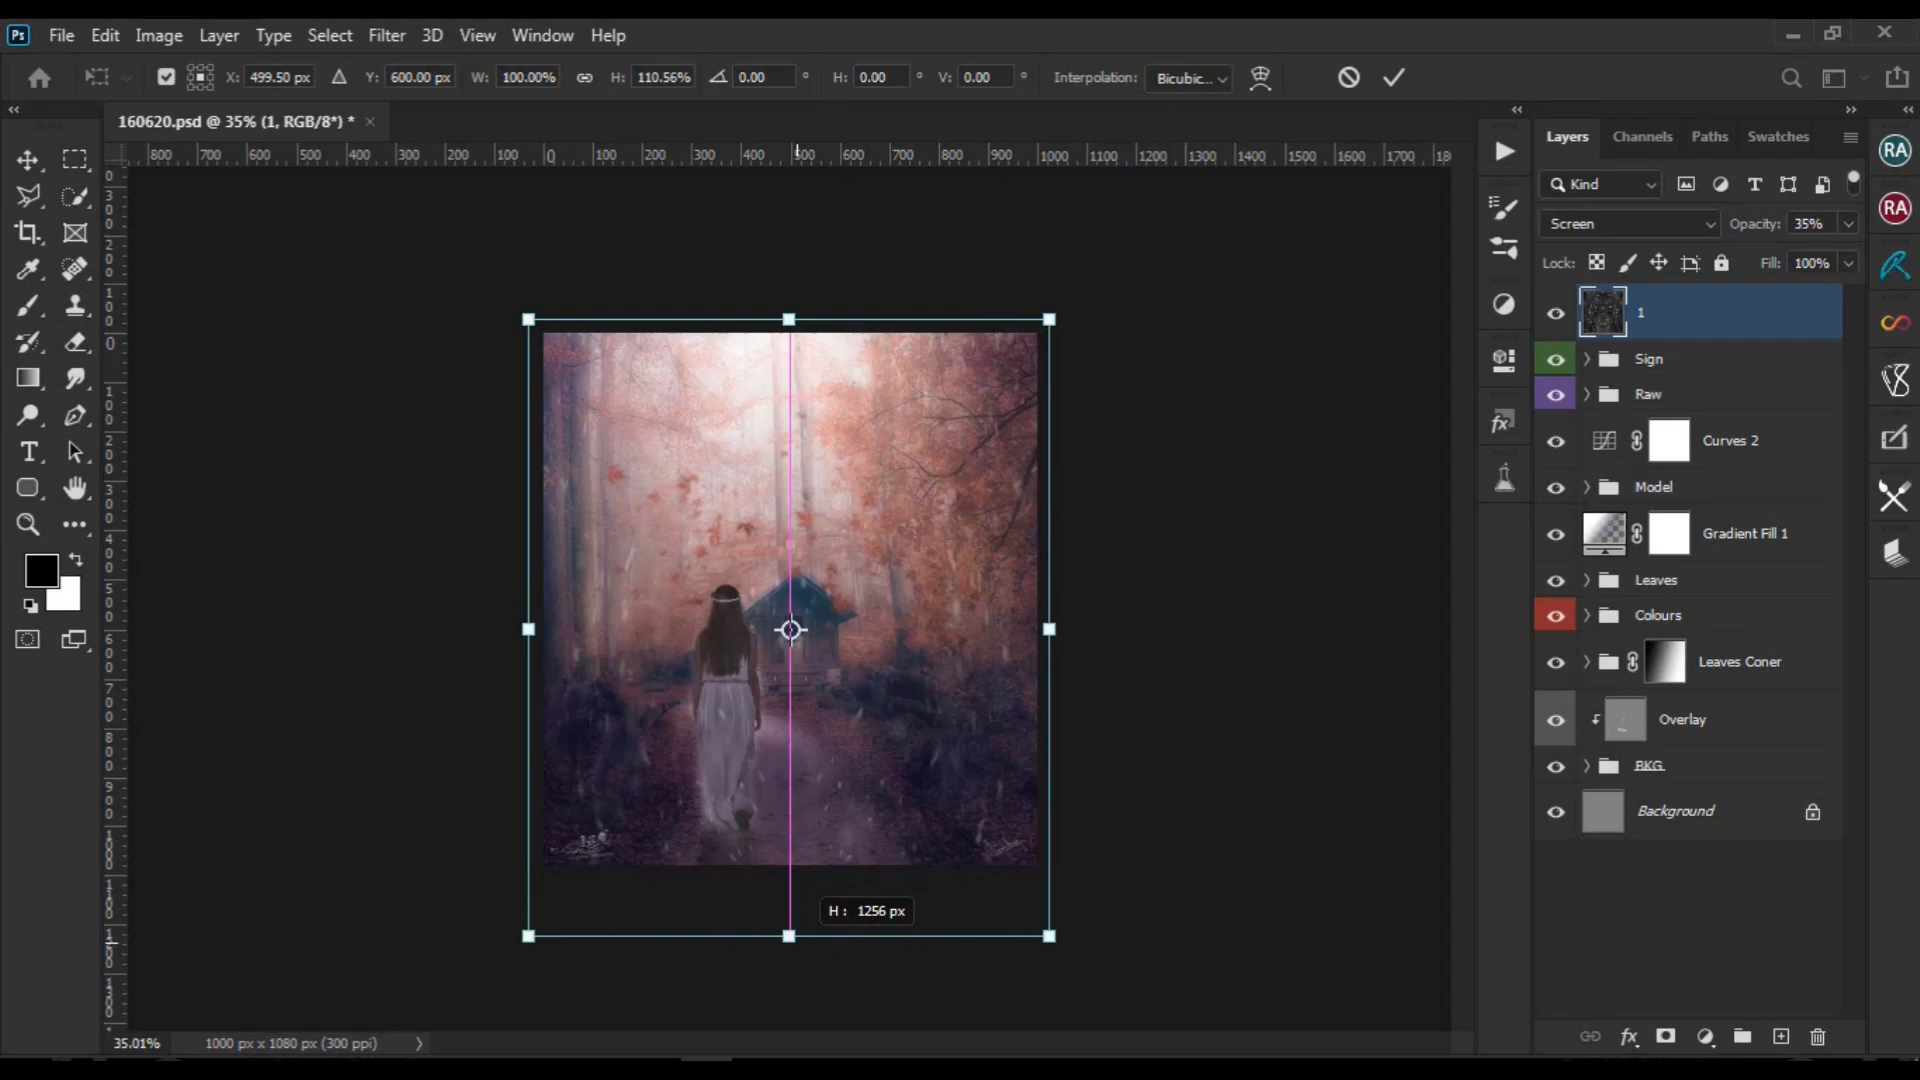 Ps File Edit Image Layer Type Select Filter 3D View Window Help
X: 499.50 px Y: 600.00 px W: 100.00% H: 110.56% 0.00 ° H: 0.00 ° V: 0.00 ° Interpolation: Bicubic...
160620.psd @ 35% (1, RGB/8*) * ×
800 700 600 500 400 300 200 100 0 100 200 300 400 500 600 700 800 900 1000 1100 1200 1300 1400 1500 1600 1700 18
Layers Channels Paths Swatches
RA
Kind
RA
Screen Opacity: 35%
Lock: Fill: 100%
1
Sign
Raw
Curves 2
Model
Gradient Fill 1
Leaves
Colours
Leaves Coner
Overlay
BKG
Background
H: 1256 px
35.01% 1000 px x 1080 px (300 ppi)